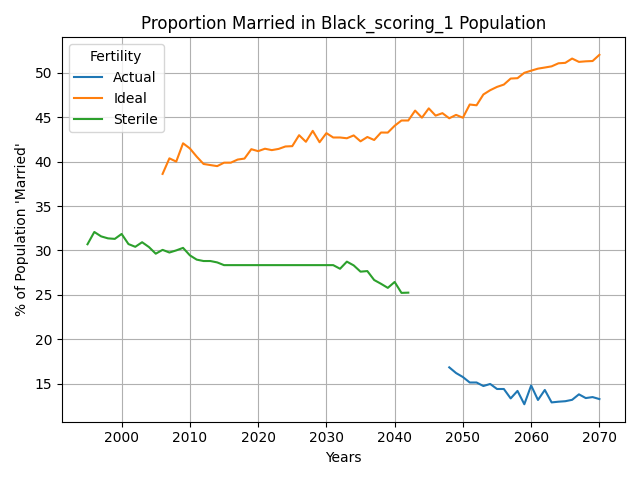 Proportion Married in Black_scoring_1 Population
Fertility
Actual
Ideal
Sterile
% of Population 'Married'
50
45
40
35
30
25
20
15
2000 2010 2020 2030 2040 2050 2060 2070
Years